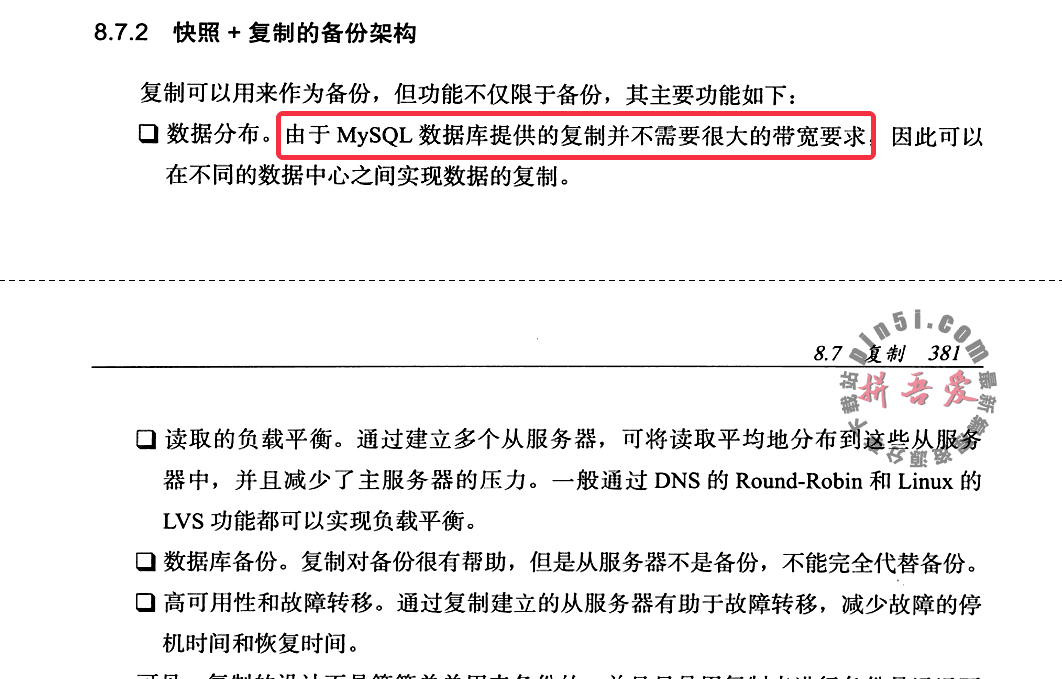 8.7.2 快照 + 复制的备份架构
复制可以用来作为备份，但功能不仅限于备份，其主要功能如下：
❏ 数据分布。由于 MySQL 数据库提供的复制并不需要很大的带宽要求，因此可以
在不同的数据中心之间实现数据的复制。
pin5i.com
8.7 复制 381
拼吾爱
❏ 读取的负载平衡。通过建立多个从服务器，可将读取平均地分布到这些从服务
器中，并且减少了主服务器的压力。一般通过 DNS 的 Round-Robin 和 Linux 的
LVS 功能都可以实现负载平衡。
❏ 数据库备份。复制对备份很有帮助，但是从服务器不是备份，不能完全代替备份。
❏ 高可用性和故障转移。通过复制建立的从服务器有助于故障转移，减少故障的停
机时间和恢复时间。